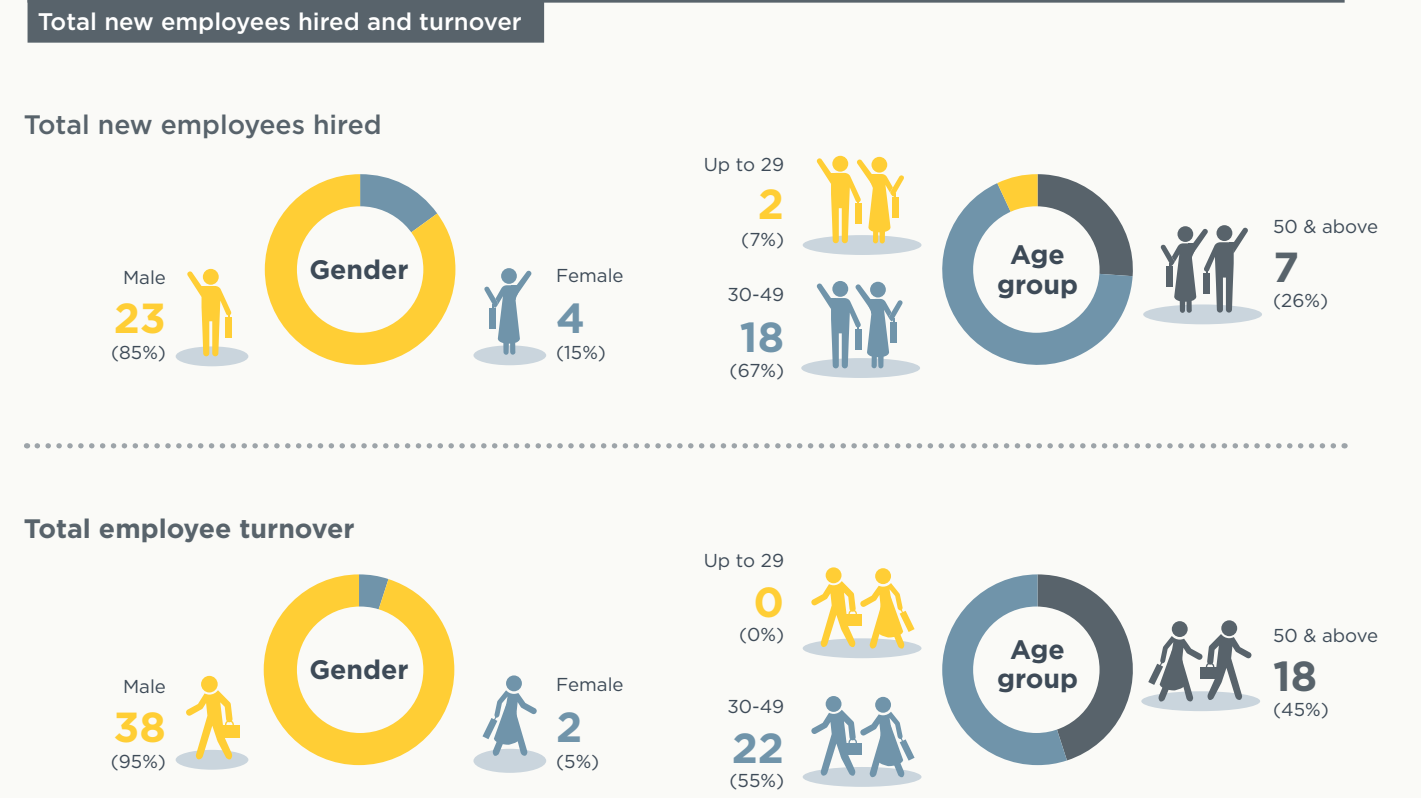 Total new employees hired and turnover
Total new employees hired
Gender
Male
23
(85%)
Female
4
(15%)
Up to 29
2
(7%)
30-49
18
(67%)
Age
group
50 & above
7
(26%)
Total employee turnover
Gender
Male
38
(95%)
Female
2
(5%)
Up to 29
0
(0%)
30-49
22
(55%)
Age
group
50 & above
18
(45%)